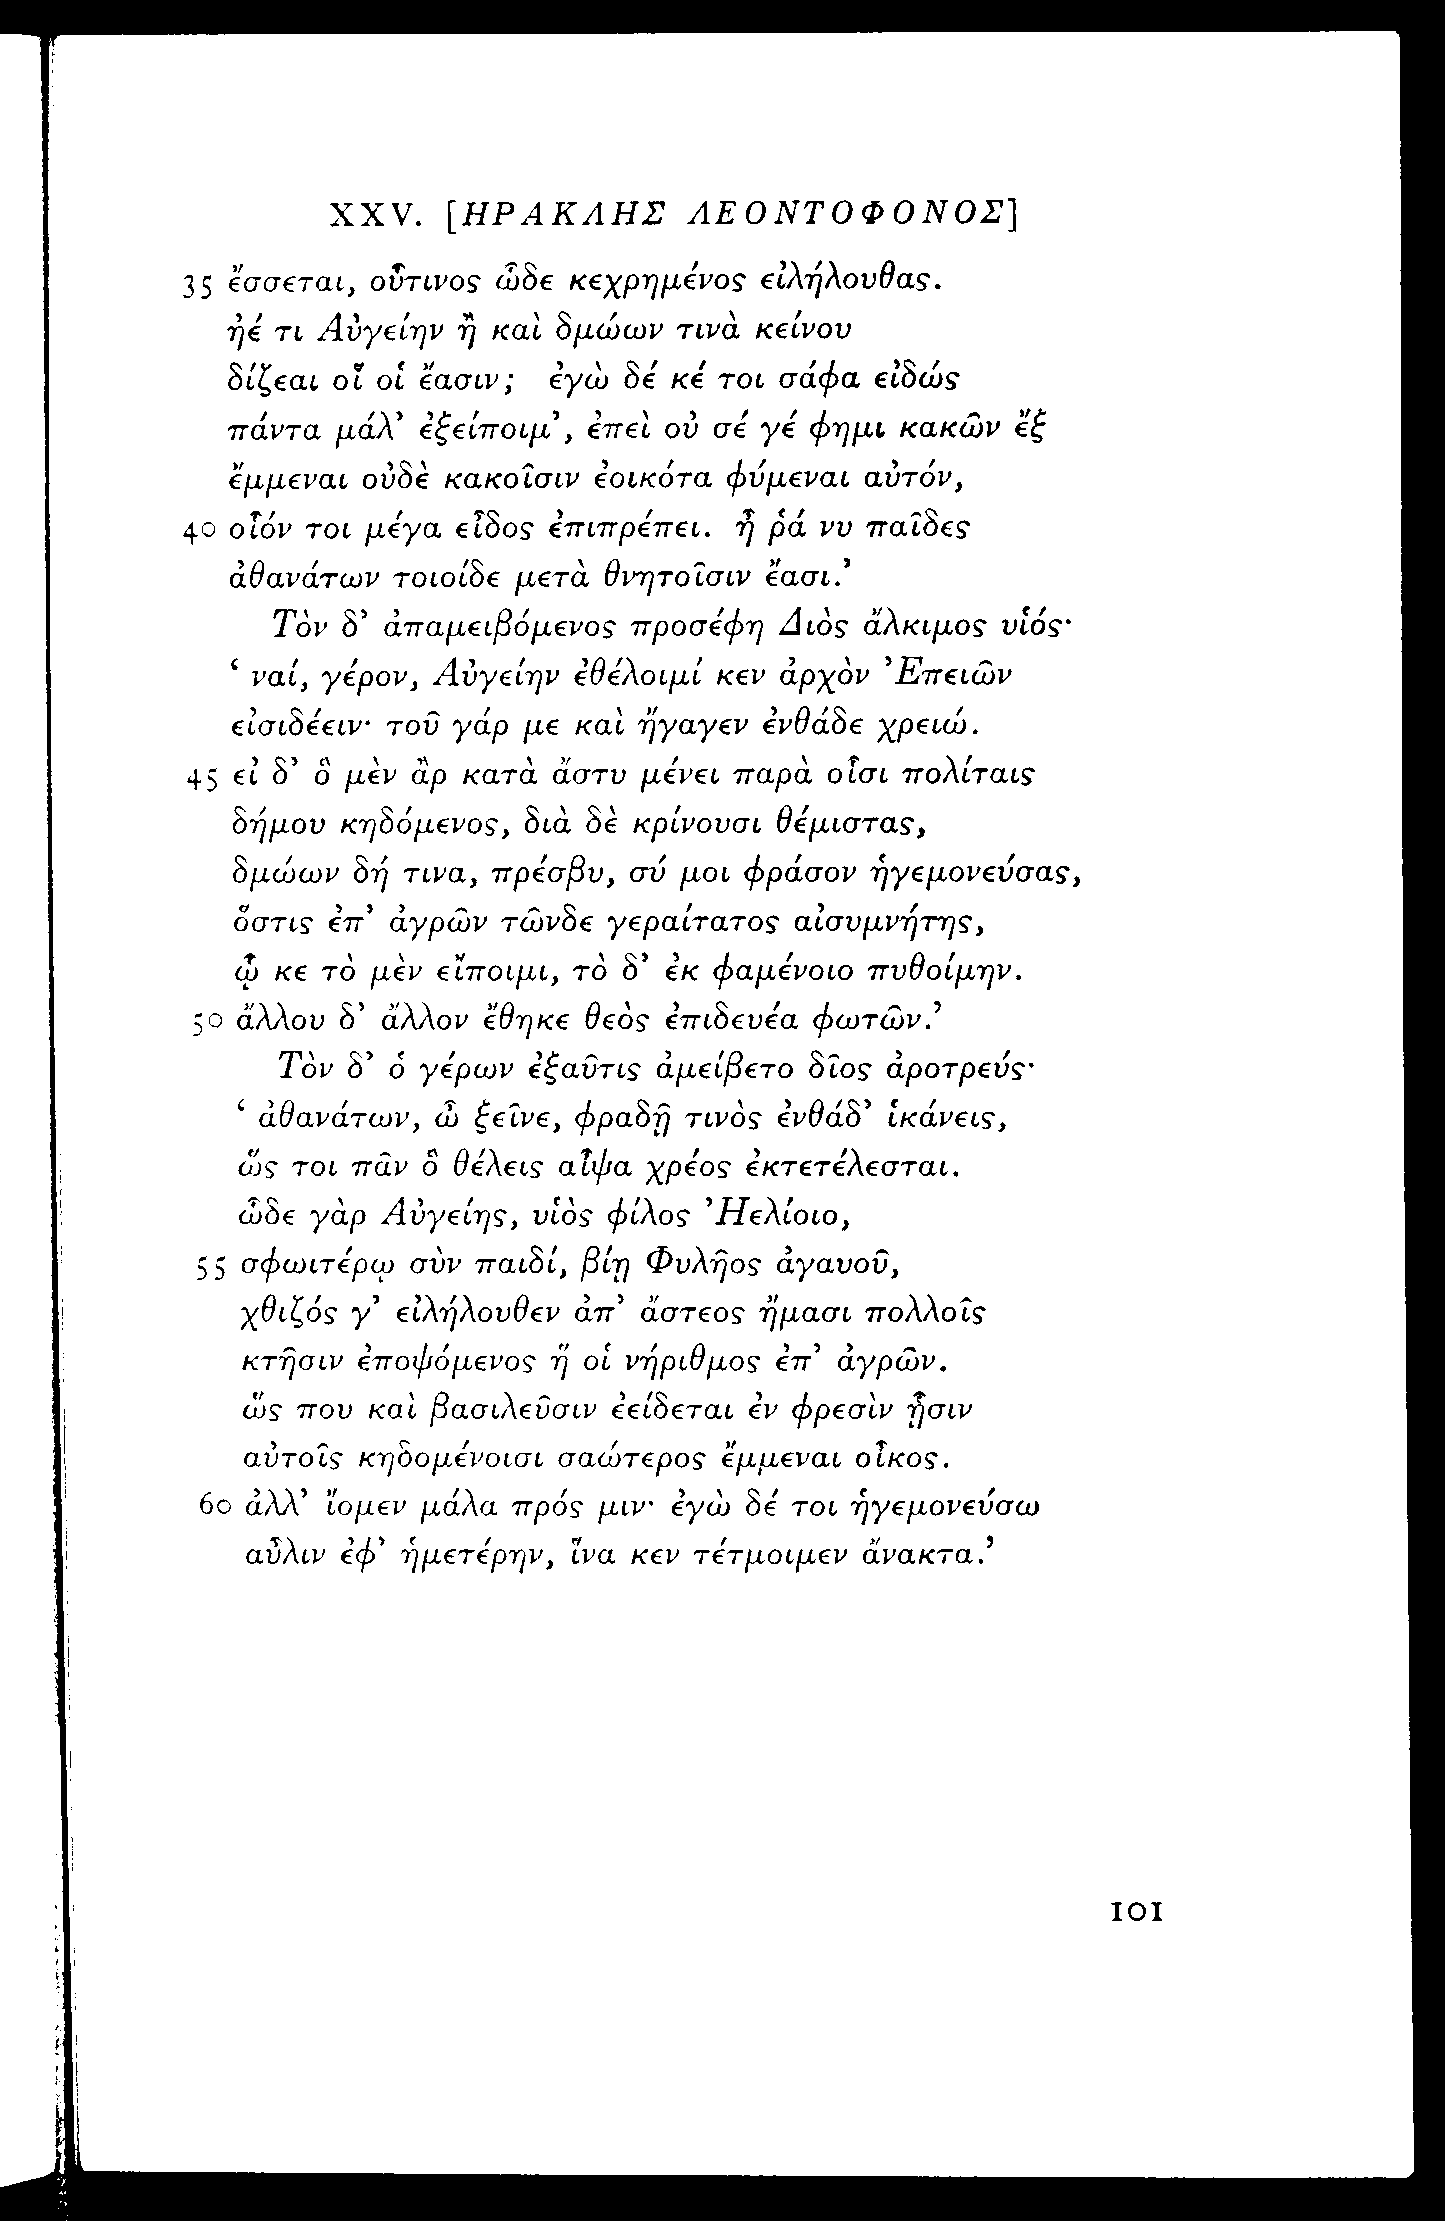 XXV. [ΗΡΑΚΛΗΣ ΛΕΟΝΤΟΦΟΝΟΣ]
35 ἔσσεται, οὗτινος ὧδε κεχρημένος εἰλήλουθας.
ἠέ τι Αὐγείην ἢ καὶ δμώων τινὰ κείνου
δίζεαι οἵ οἱ ἔασιν; ἐγὼ δέ κέ τοι σάφα εἰδώς
πάντα μάλ’ ἐξείποιμ’, ἐπεὶ οὐ σέ γέ φημι κακῶν ἔξ
ἔμμεναι οὐδὲ κακοῖσιν ἐοικότα φύμεναι αὐτόν,
40 οἷόν τοι μέγα εἶδος ἐπιπρέπει. ἦ ῥά νυ παῖδες
ἀθανάτων τοιοίδε μετὰ θνητοῖσιν ἔασι.’
Τὸν δ’ ἀπαμειβόμενος προσέφη Διὸς ἄλκιμος υἱός·
‘ ναί, γέρον, Αὐγείην ἐθέλοιμί κεν ἀρχὸν Ἐπειῶν
εἰσιδέειν· τοῦ γάρ με καὶ ἤγαγεν ἐνθάδε χρειώ.
45 εἰ δ’ ὃ μὲν ἂρ κατὰ ἄστυ μένει παρὰ οἷσι πολίταις
δήμου κηδόμενος, διὰ δὲ κρίνουσι θέμιστας,
δμώων δή τινα, πρέσβυ, σύ μοι φράσον ἡγεμονεύσας,
ὅστις ἐπ’ ἀγρῶν τῶνδε γεραίτατος αἰσυμνήτης,
ᾧ κε τὸ μὲν εἴποιμι, τὸ δ’ ἐκ φαμένοιο πυθοίμην.
50 ἄλλου δ’ ἄλλον ἔθηκε θεὸς ἐπιδευέα φωτῶν.’
Τὸν δ’ ὁ γέρων ἐξαῦτις ἀμείβετο δῖος ἀροτρεύς·
‘ ἀθανάτων, ὦ ξεῖνε, φραδῇ τινὸς ἐνθάδ’ ἱκάνεις,
ὥς τοι πᾶν ὃ θέλεις αἶψα χρέος ἐκτετέλεσται.
ὧδε γὰρ Αὐγείης, υἱὸς φίλος Ἠελίοιο,
55 σφωιτέρῳ σὺν παιδί, βίῃ Φυλῆος ἀγαυοῦ,
χθιζός γ’ εἰλήλουθεν ἀπ’ ἄστεος ἤμασι πολλοῖς
κτῆσιν ἐποψόμενος ἥ οἱ νήριθμος ἐπ’ ἀγρῶν.
ὥς που καὶ βασιλεῦσιν ἐείδεται ἐν φρεσὶν ᾗσιν
αὐτοῖς κηδομένοισι σαώτερος ἔμμεναι οἶκος.
60 ἀλλ’ ἴομεν μάλα πρός μιν· ἐγὼ δέ τοι ἡγεμονεύσω
αὖλιν ἐφ’ ἡμετέρην, ἵνα κεν τέτμοιμεν ἄνακτα.’
101